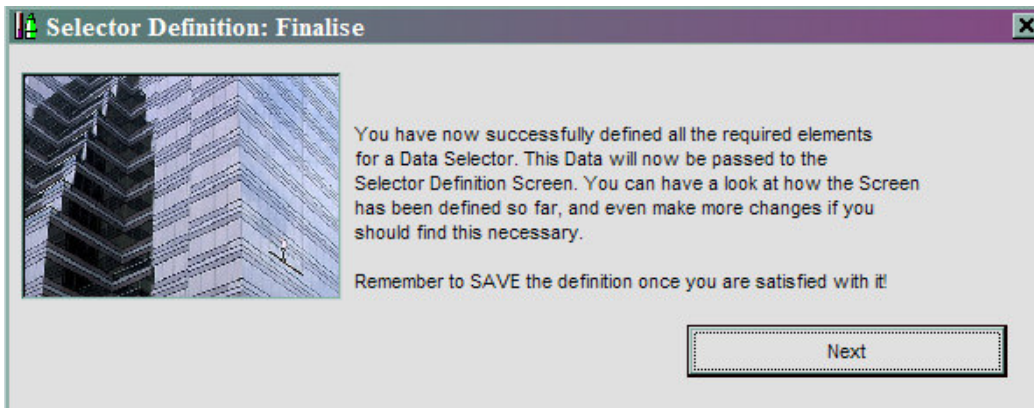 Selector Definition: Finalise
You have now successfully defined all the required elements
for a Data Selector. This Data will now be passed to the
Selector Definition Screen. You can have a look at how the Screen
has been defined so far, and even make more changes if you
should find this necessary.
Remember to SAVE the definition once you are satisfied with it!
Next